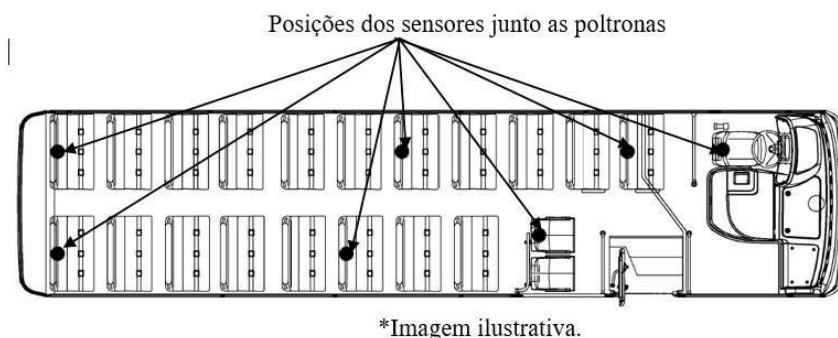 Posições dos sensores junto as poltronas
*Imagem ilustrativa.